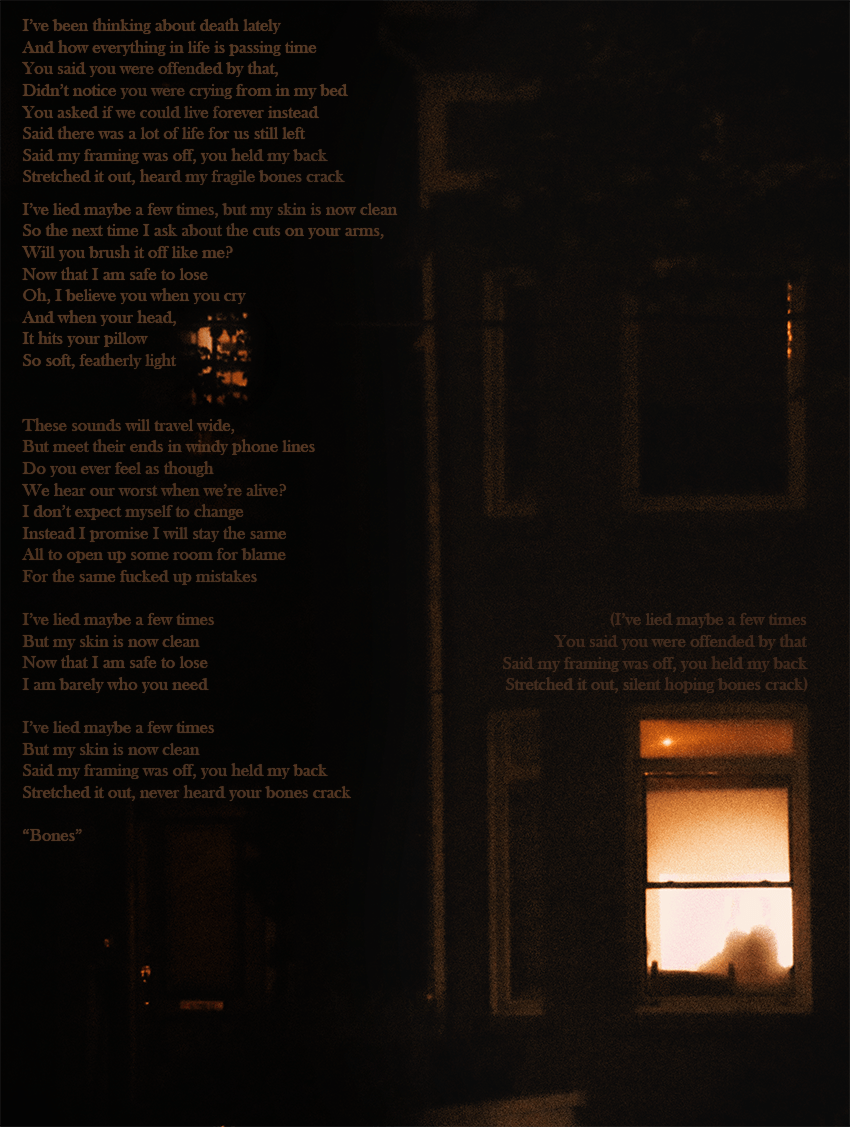 I've been thinking about death lately
And how everything in life is passing time
You said you were offended by that,
Didn't notice you were crying from in my bed
You asked if we could live forever instead
Said there was a lot of life for us still left
Said my framing was off, you held my back
Stretched it out, heard my fragile bones crack
I've lied maybe a few times, but my skin is now clean
So the next time I ask about the cuts on your arms,
Will you brush it off like me?
Now that I am safe to lose
Oh, I believe you when you cry
And when your head,
It hits your pillow
So soft, featherly light
These sounds will travel wide,
But meet their ends in windy phone lines
Do you ever feel as though
We hear our worst when we're alive?
I don't expect myself to change
Instead I promise I will stay the same
All to open up some room for blame
For the same fucked up mistakes
I've lied maybe a few times
But my skin is now clean
Now that I am safe to lose
I am barely who you need
(I've lied maybe a few times
You said you were offended by that
Said my framing was off, you held my back
Stretched it out, silent hoping bones crack)
I've lied maybe a few times
But my skin is now clean
Said my framing was off, you held my back
Stretched it out, never heard your bones crack
“Bones”